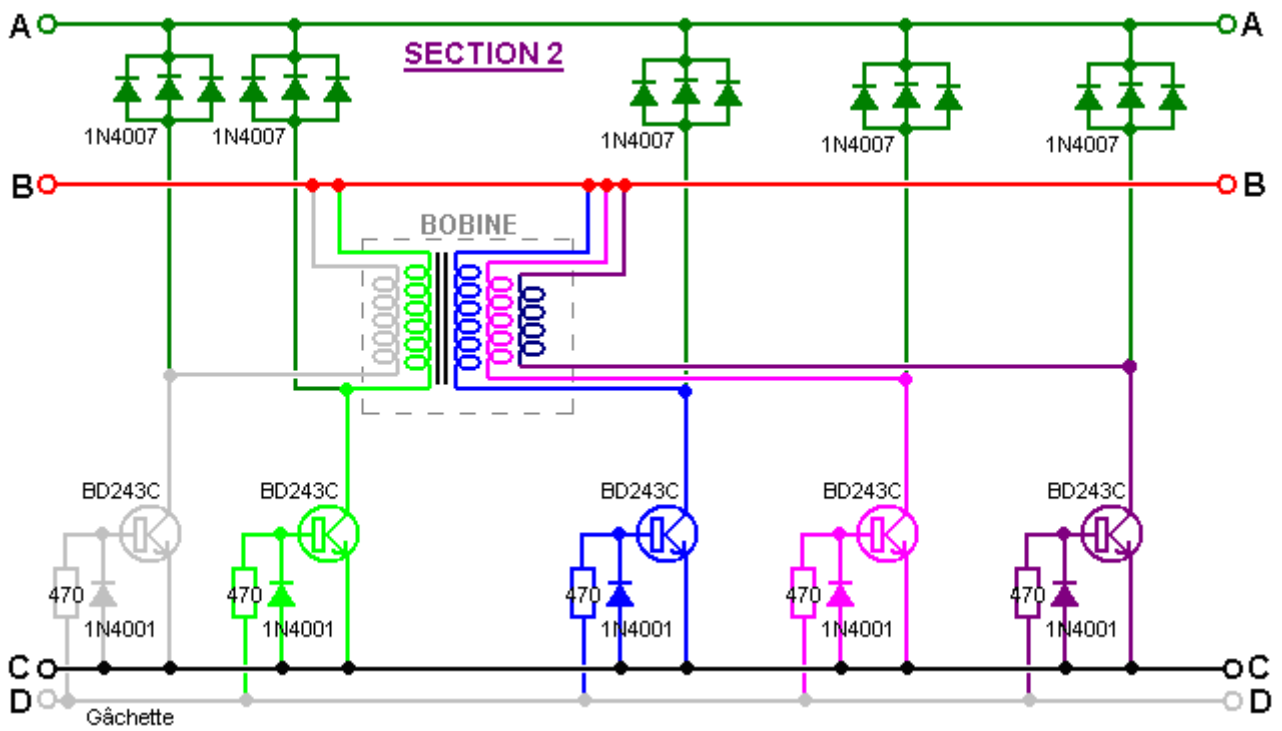 A A
SECTION 2
1N4007 1N4007 1N4007 1N4007 1N4007
B B
BOBINE
BD243C BD243C BD243C BD243C BD243C
470 470 470 470 470
1N4001 1N4001 1N4001 1N4001 1N4001
C C
D D
Gâchette